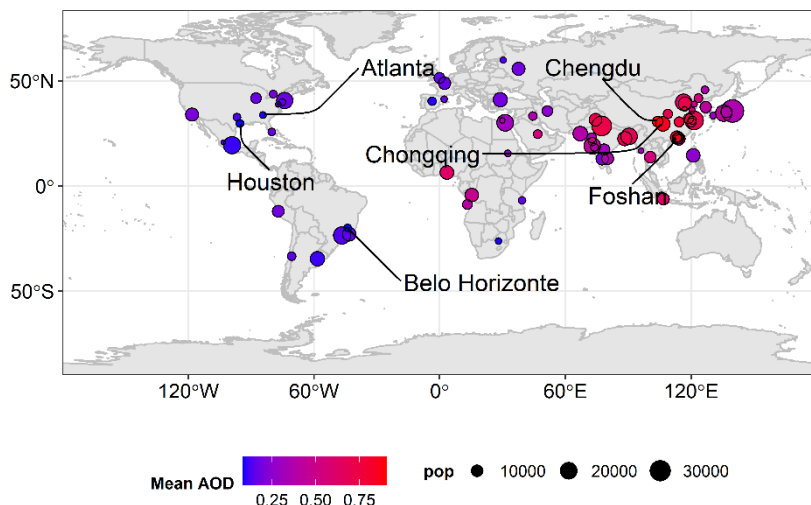 Atlanta
Chengdu
50°N
Chongqing
Houston
Foshan
0°
Belo Horizonte
50°S
120°W 60°W 0° 60°E 120°E
Mean AOD
0.25 0.50 0.75
pop 10000 20000 30000